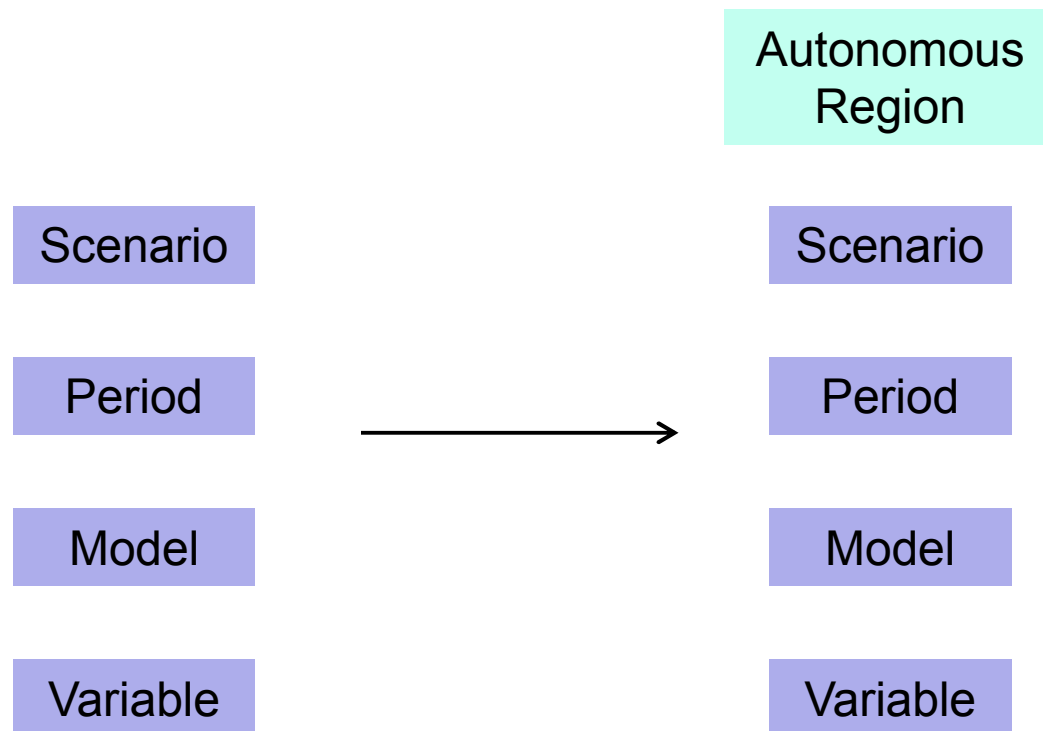 Autonomous
Region
Scenario
Scenario
Period
Period
Model
Model
Variable
Variable